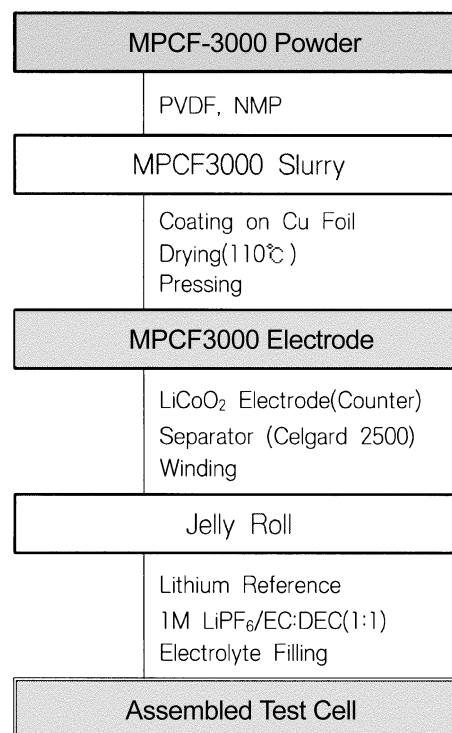 MPCF-3000 Powder
PVDF, NMP
MPCF3000 Slurry
Coating on Cu Foil
Drying(110℃)
Pressing
MPCF3000 Electrode
LiCoO₂ Electrode(Counter)
Separator (Celgard 2500)
Winding
Jelly Roll
Lithium Reference
1M LiPF₆/EC:DEC(1:1)
Electrolyte Filling
Assembled Test Cell